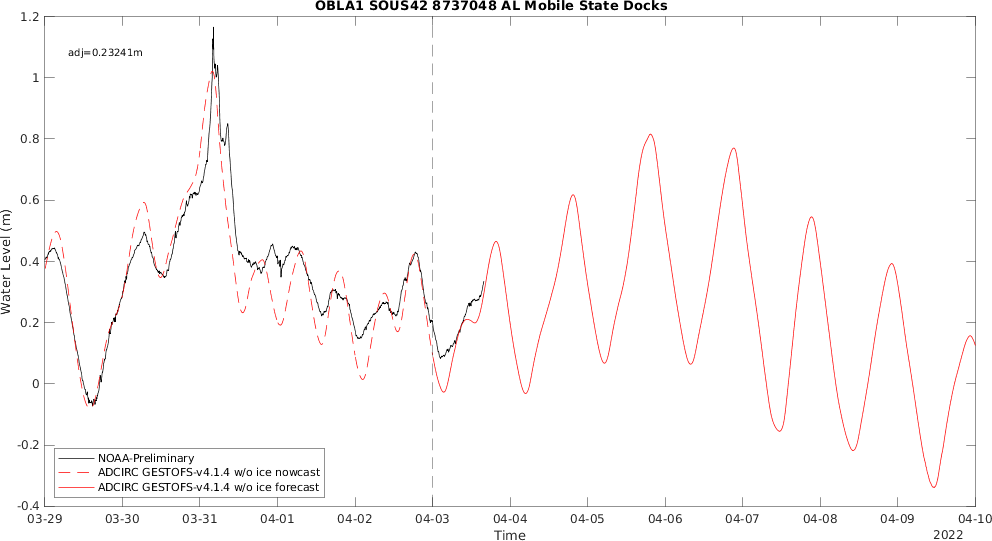 OBLA1 SOUS42 8737048 AL Mobile State Docks
adj=0.23241m
Water Level (m)
1.2
1
0.8
0.6
0.4
0.2
0
-0.2
-0.4
NOAA-Preliminary
ADCIRC GESTOFS-v4.1.4 w/o ice nowcast
ADCIRC GESTOFS-v4.1.4 w/o ice forecast
03-29 03-30 03-31 04-01 04-02 04-03 04-04 04-05 04-06 04-07 04-08 04-09 04-10
Time
2022